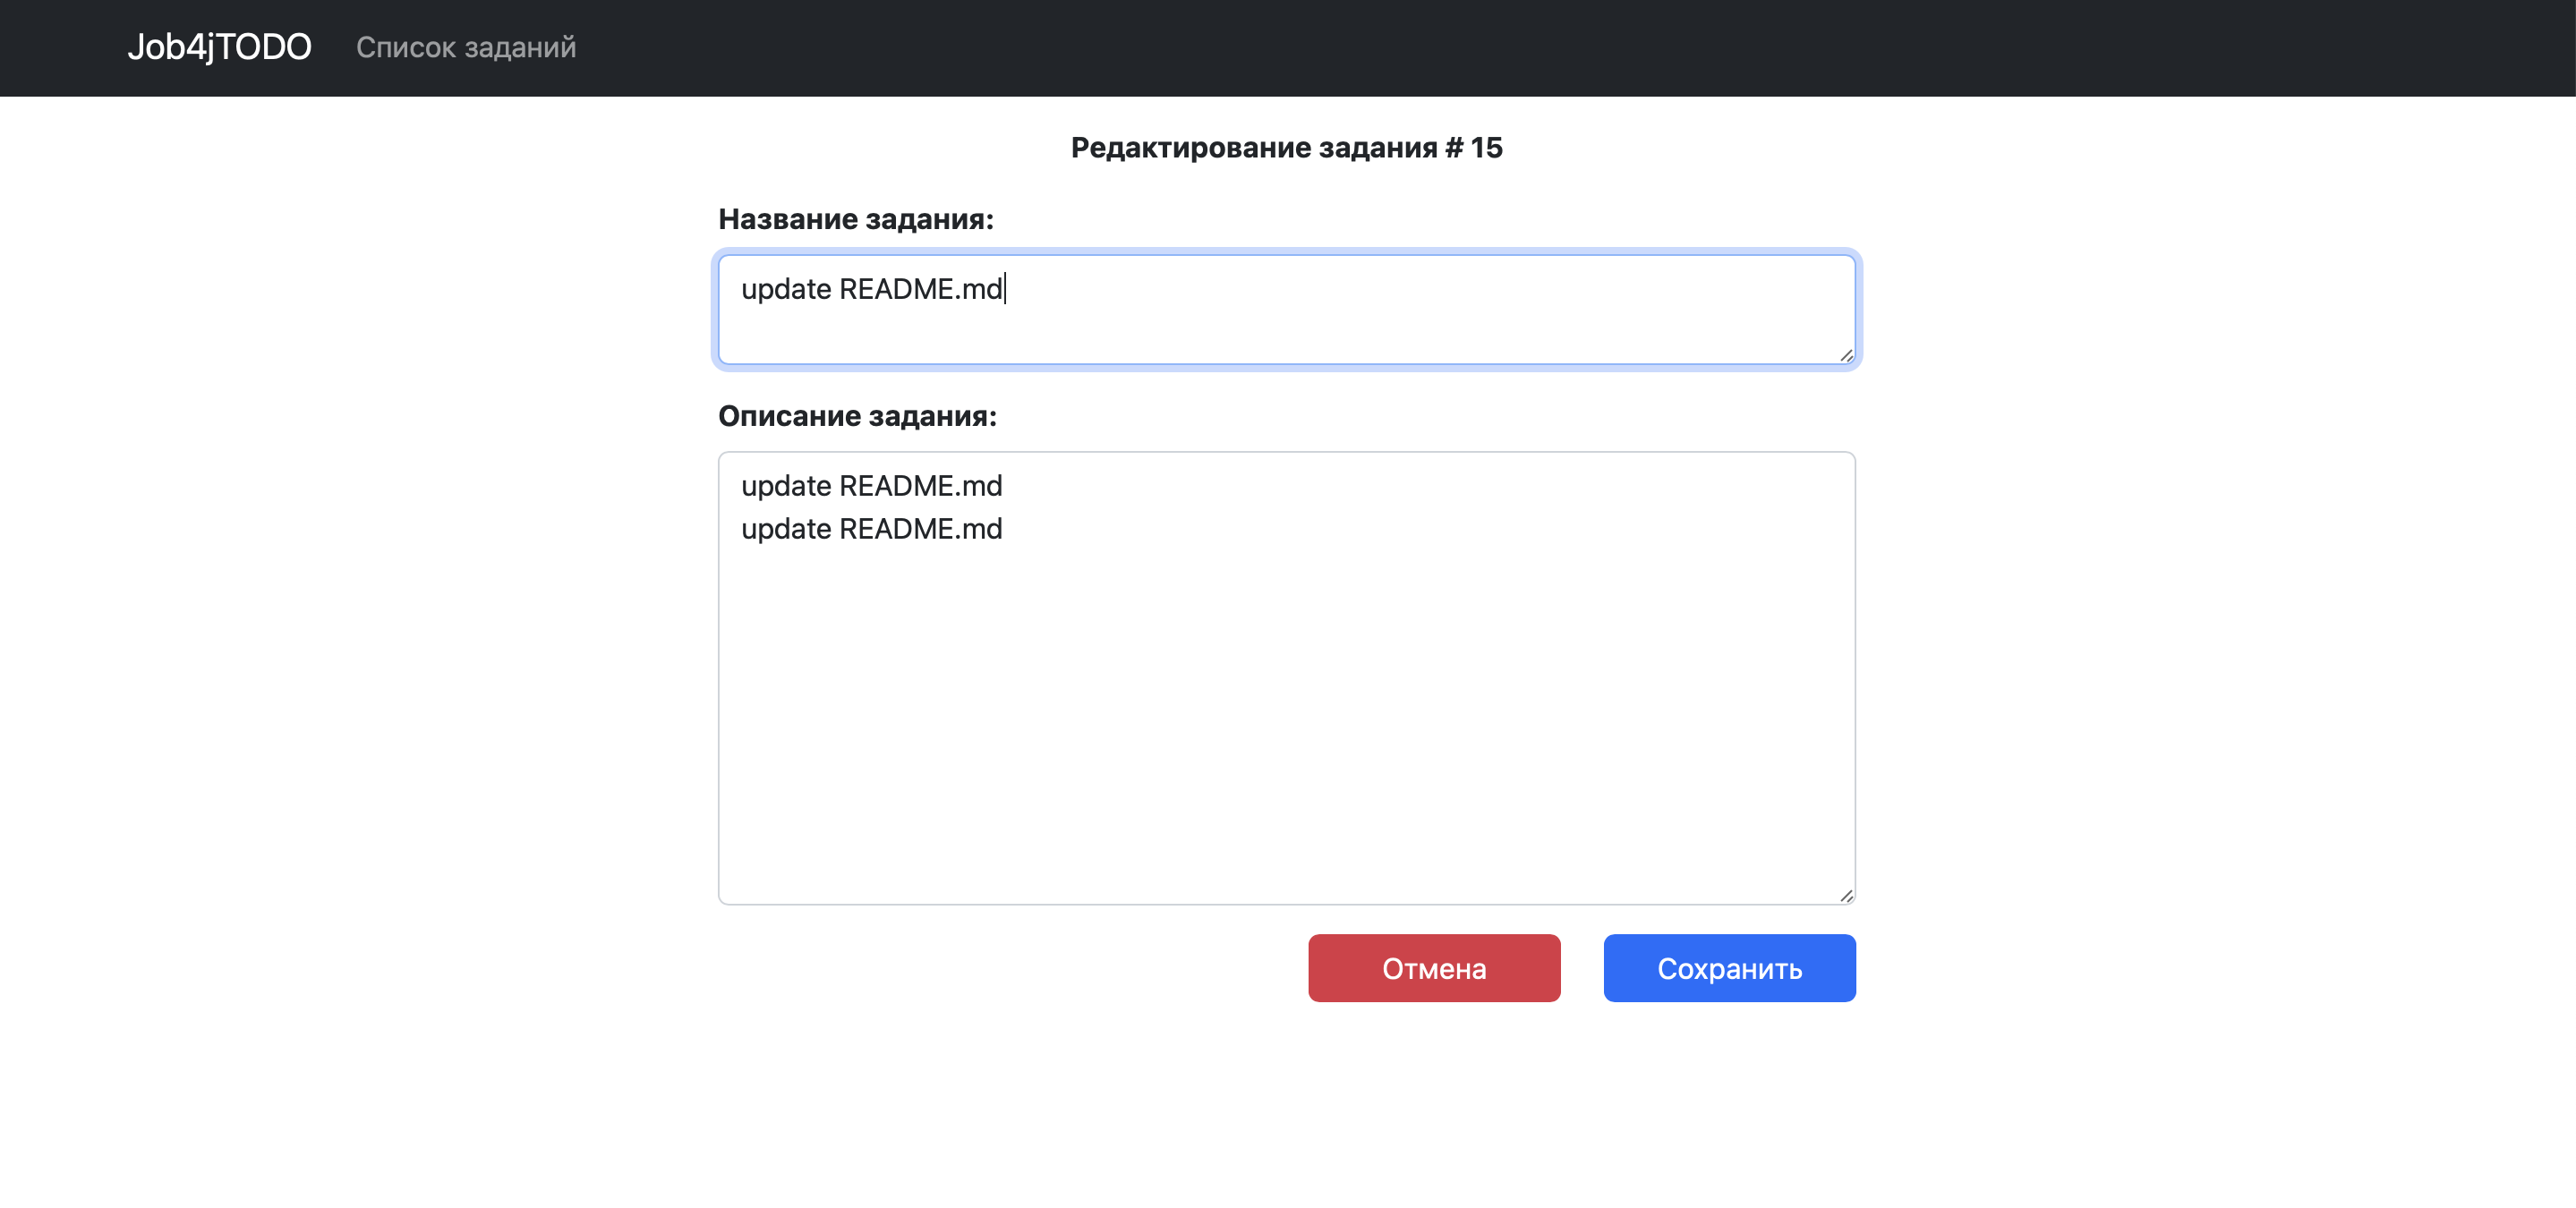 Job4jTODO Список заданий
Редактирование задания # 15
Название задания:
update README.md
Описание задания:
update README.md
update README.md
Отмена Сохранить